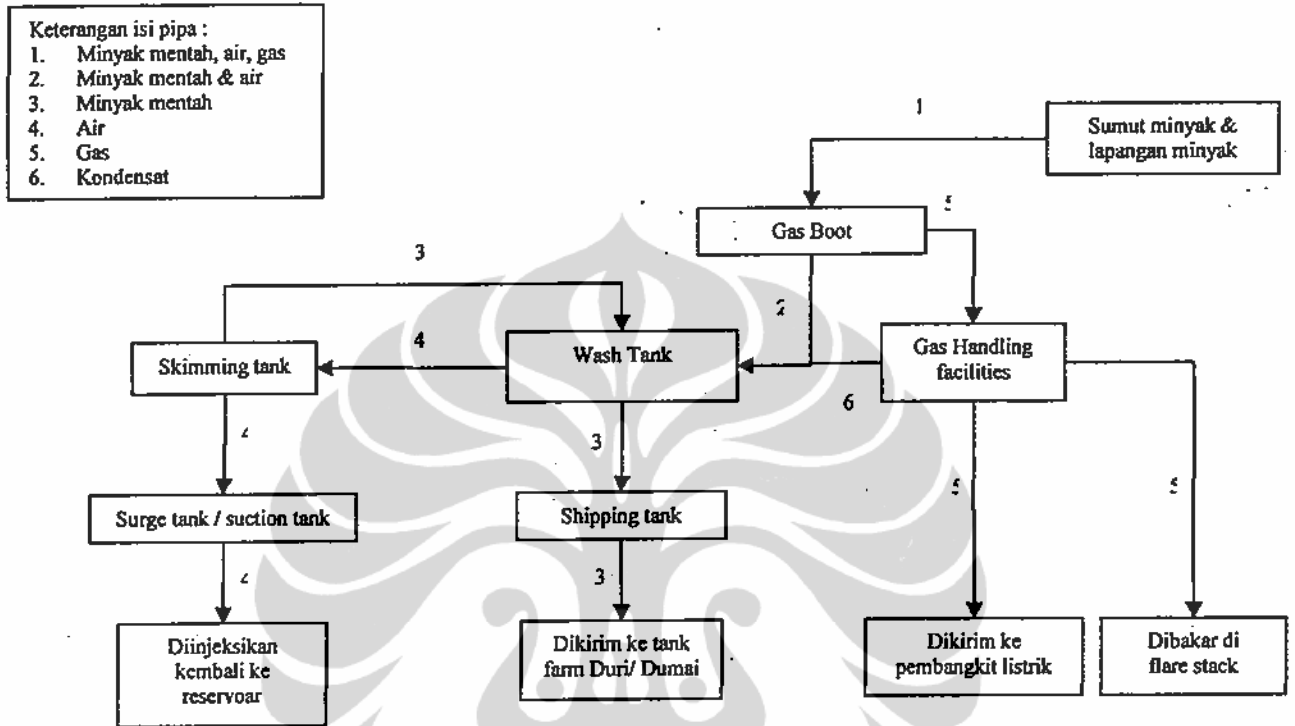 Keterangan isi pipa :
1. Minyak mentah, air, gas
2. Minyak mentah & air
3. Minyak mentah
4. Air
5. Gas
6. Kondensat
1
Sumut minyak &
lapangan minyak
Gas Boot
5
3
2
Skimming tank
4
Wash Tank
Gas Handling
facilities
6
4
3
5
5
Surge tank / suction tank
Shipping tank
4
3
Diinjeksikan
kembali ke
reservoar
Dikirim ke tank
farm Duri/ Dumai
Dikirim ke
pembangkit listrik
Dibakar di
flare stack